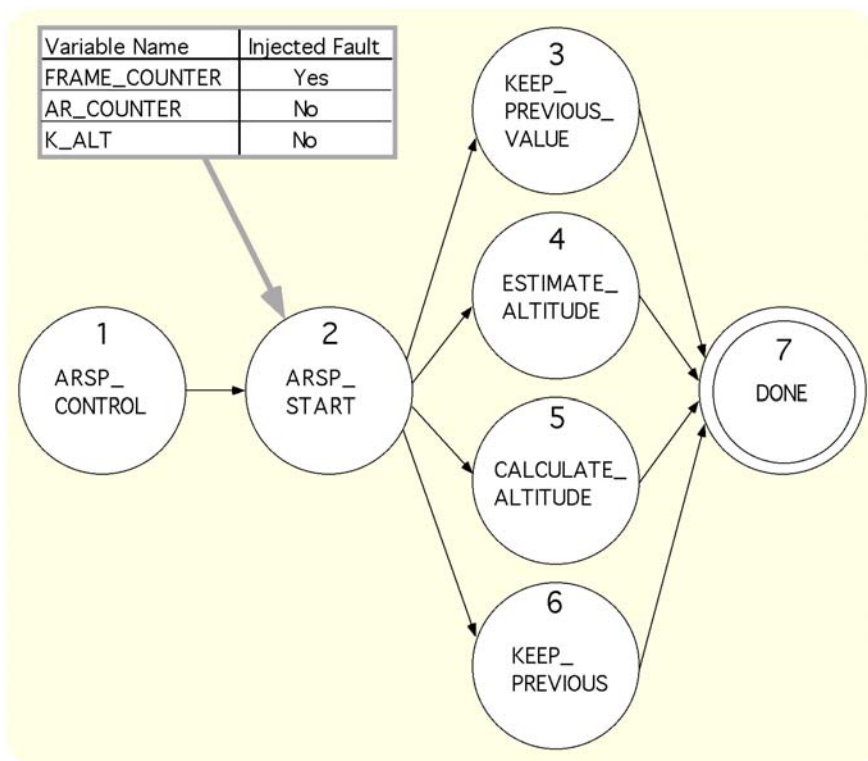 Variable Name Injected Fault
FRAME_COUNTER Yes
AR_COUNTER No
K_ALT No
1
ARSP_
CONTROL
2
ARSP_
START
3
KEEP_
PREVIOUS_
VALUE
4
ESTIMATE_
ALTITUDE
5
CALCULATE_
ALTITUDE
6
KEEP_
PREVIOUS
7
DONE